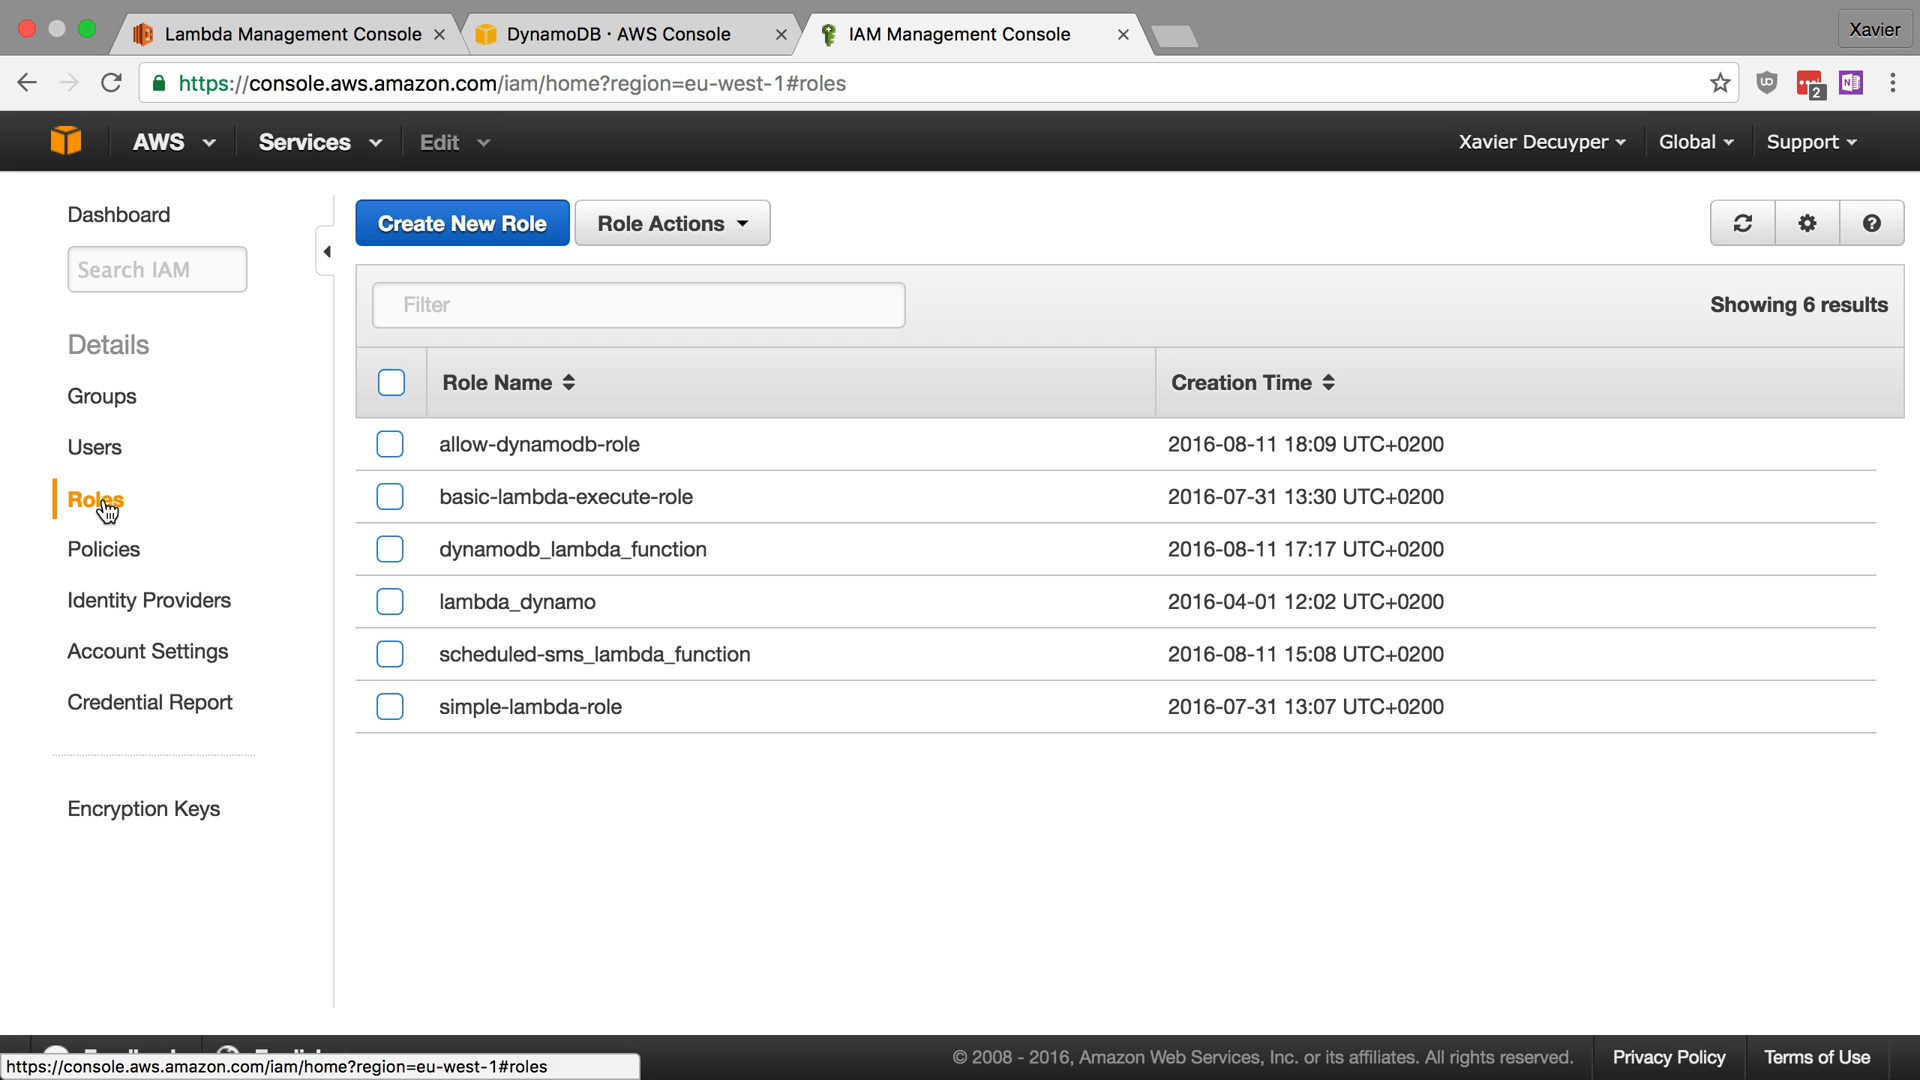 Lambda Management Console
DynamoDB · AWS Console
IAM Management Console
Xavier
https://console.aws.amazon.com/iam/home?region=eu-west-1#roles
2
AWS
Services
Edit
Xavier Decuyper
Global
Support
Dashboard
Search IAM
Details
Groups
Users
Roles
Policies
Identity Providers
Account Settings
Credential Report
Encryption Keys
Create New Role
Role Actions
Filter
Showing 6 results
Role Name
Creation Time
allow-dynamodb-role 2016-08-11 18:09 UTC+0200
basic-lambda-execute-role 2016-07-31 13:30 UTC+0200
dynamodb_lambda_function 2016-08-11 17:17 UTC+0200
lambda_dynamo 2016-04-01 12:02 UTC+0200
scheduled-sms_lambda_function 2016-08-11 15:08 UTC+0200
simple-lambda-role 2016-07-31 13:07 UTC+0200
https://console.aws.amazon.com/iam/home?region=eu-west-1#roles
© 2008 - 2016, Amazon Web Services, Inc. or its affiliates. All rights reserved.
Privacy Policy
Terms of Use